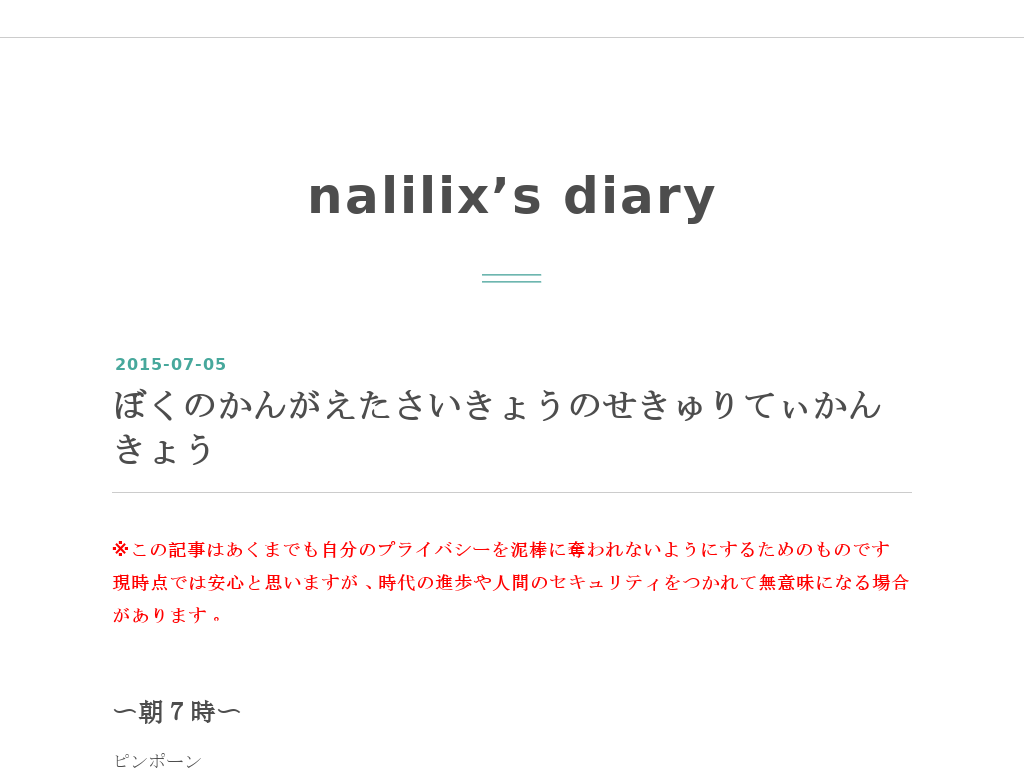 nalilix’s diary
2015-07-05
ぼくのかんがえたさいきょうのせきゅりてぃかん
きょう
※この記事はあくまでも自分のプライバシーを泥棒に奪われないようにするためのものです
現時点では安心と思いますが、時代の進歩や人間のセキュリティをつかれて無意味になる場合
があります。
〜朝７時〜
ピンポーン